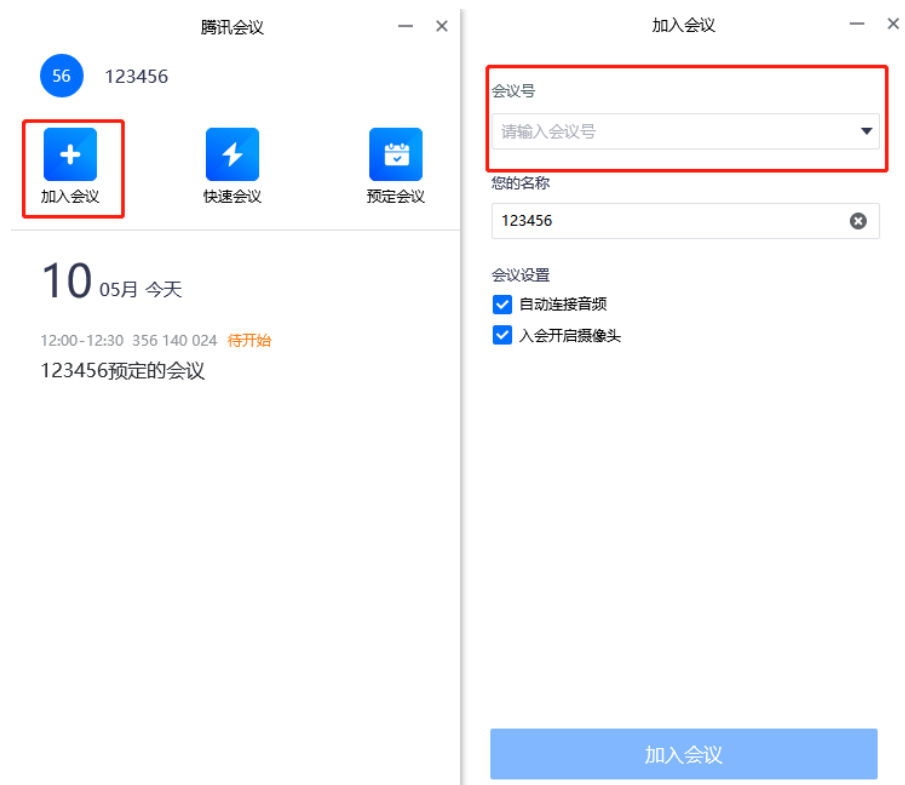 腾讯会议
56 123456
加入会议 快速会议 预定会议
10 05月 今天
12:00-12:30 356 140 024 待开始
123456预定的会议
加入会议
会议号
请输入会议号
您的名称
123456
会议设置
自动连接音频
入会开启摄像头
加入会议